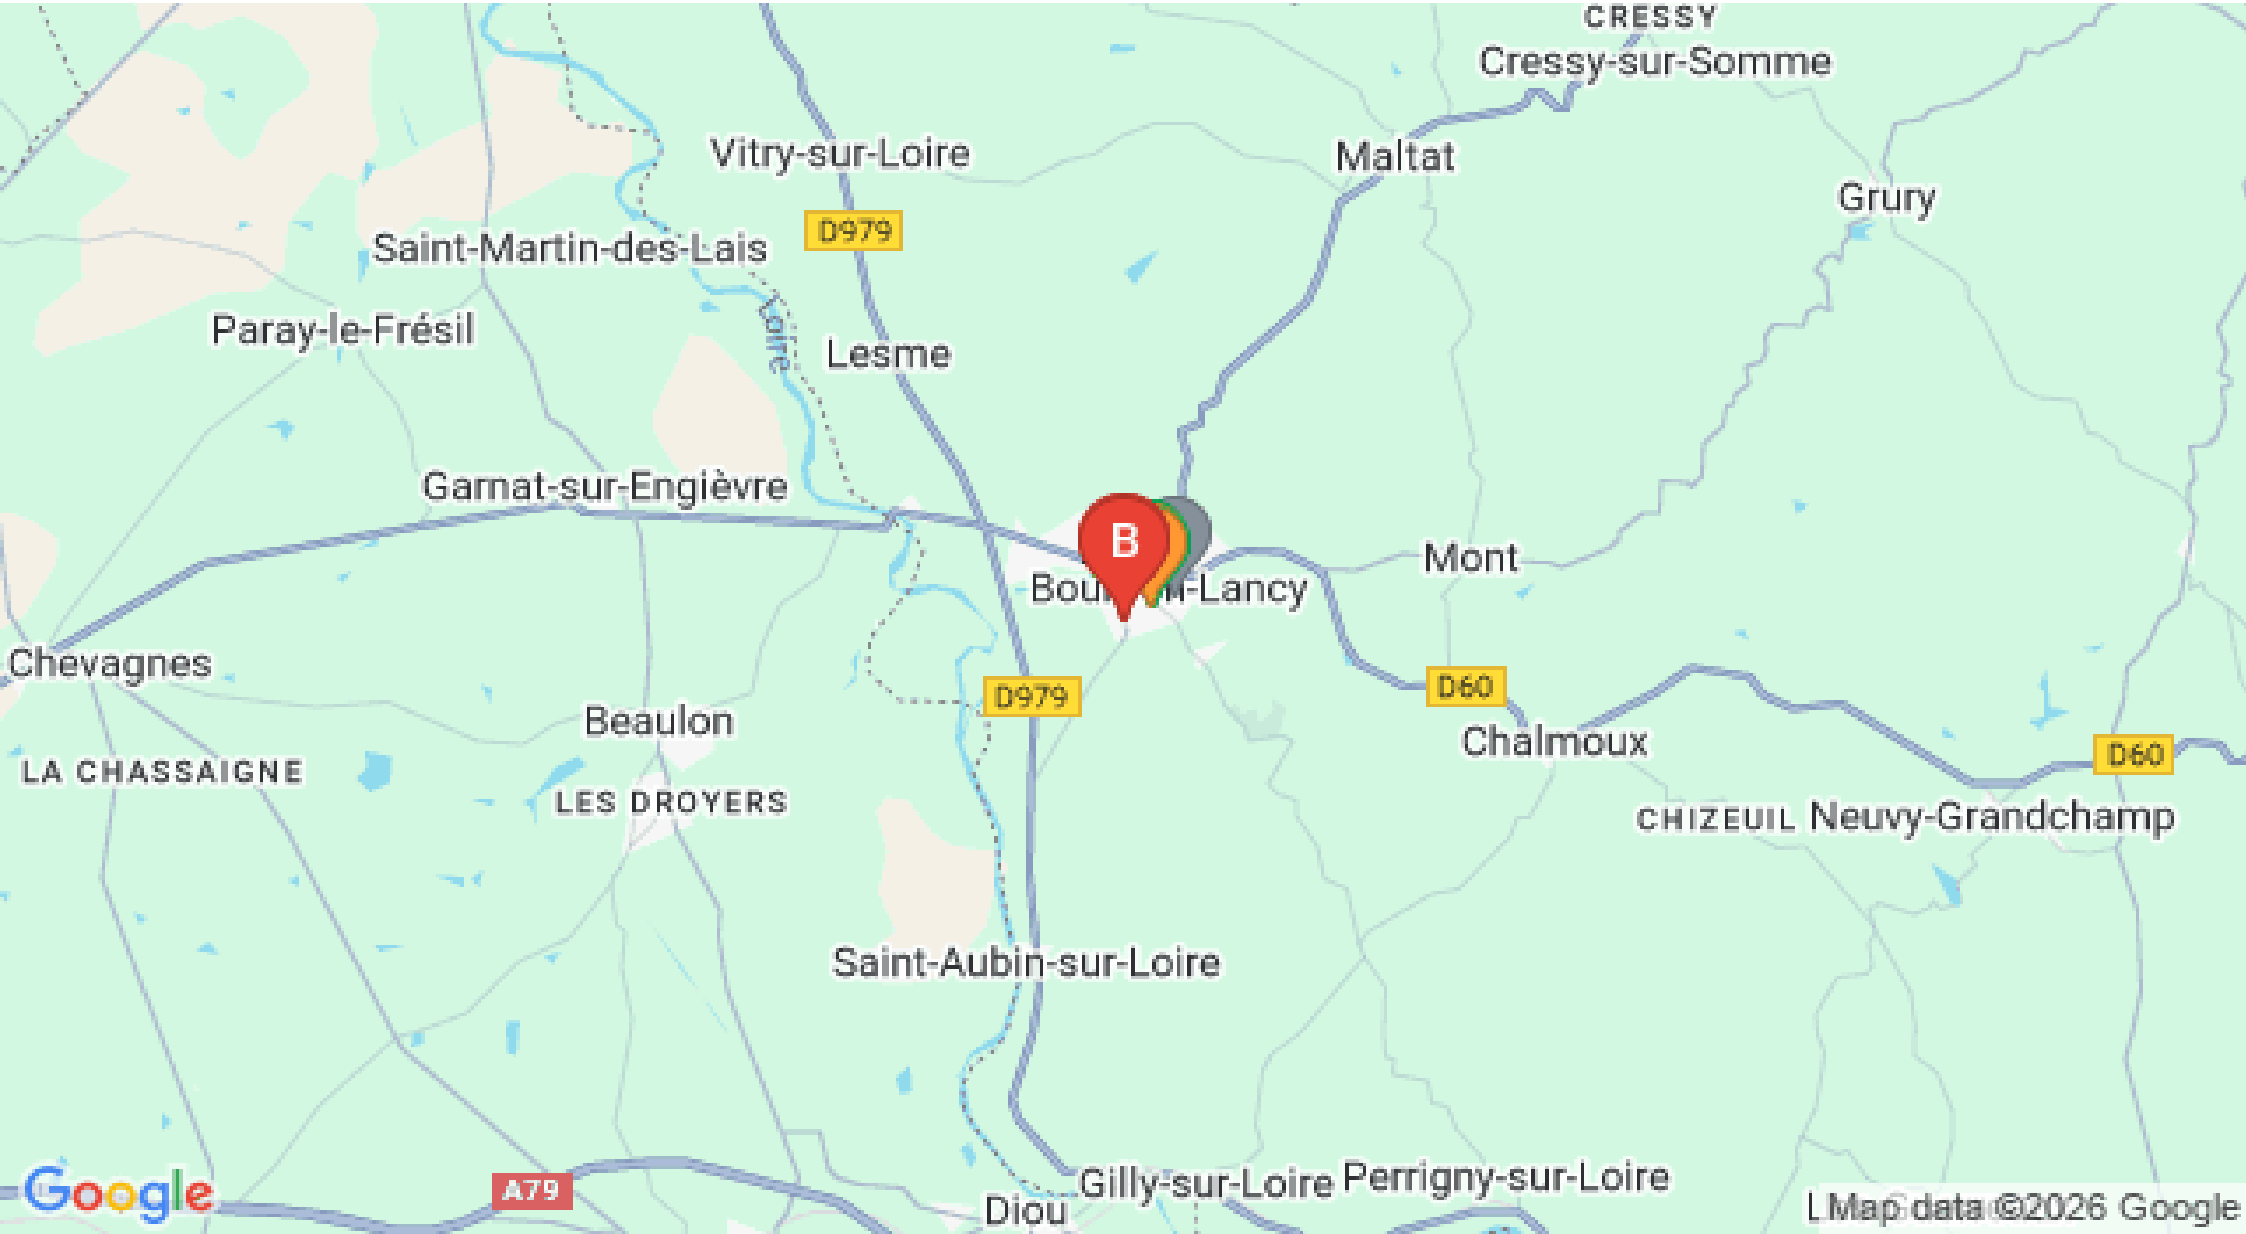 CRESSY
Cressy-sur-Somme
Vitry-sur-Loire
Maltat
Grury
D979
Saint-Martin-des-Lais
Loire
Paray-le-Frésil
Lesme
Garnat-sur-Engièvre
B
Mont
-Lancy
Chevagnes
D979
D60
Beaulon
Chalmoux
D60
LA CHASSAIGNE
LES DROYERS
CHIZEUIL
Neuvy-Grandchamp
Saint-Aubin-sur-Loire
Gilly-sur-Loire
Perrigny-sur-Loire
A79
Google
Diou
Map data ©2026 Google